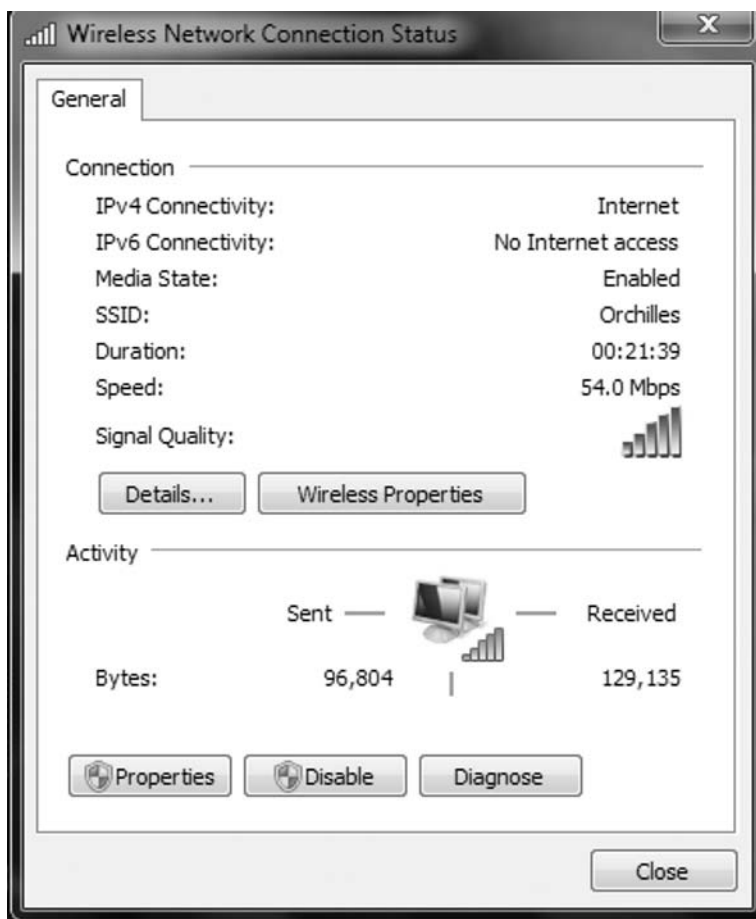 Wireless Network Connection Status
General
Connection
IPv4 Connectivity: Internet
IPv6 Connectivity: No Internet access
Media State: Enabled
SSID: Orchilles
Duration: 00:21:39
Speed: 54.0 Mbps
Signal Quality:
Details... Wireless Properties
Activity
Sent Received
Bytes: 96,804 129,135
Properties Disable Diagnose
Close